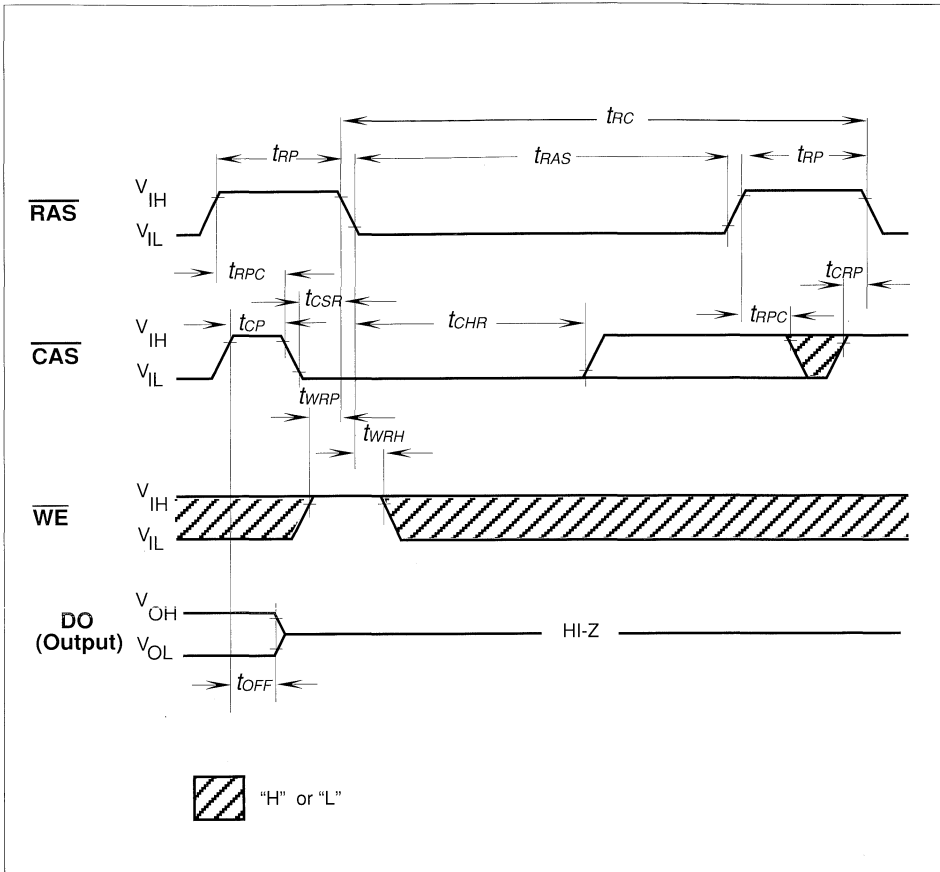 tRC
tRP
tRAS
tRP
RAS
VIH
VIL
tRPC
tCRP
tCSR
tCP
tCHR
tRPC
CAS
VIH
VIL
tWRP
tWRH
WE
VIH
VIL
DO
(Output)
VOH
VOL
HI-Z
tOFF
"H" or "L"